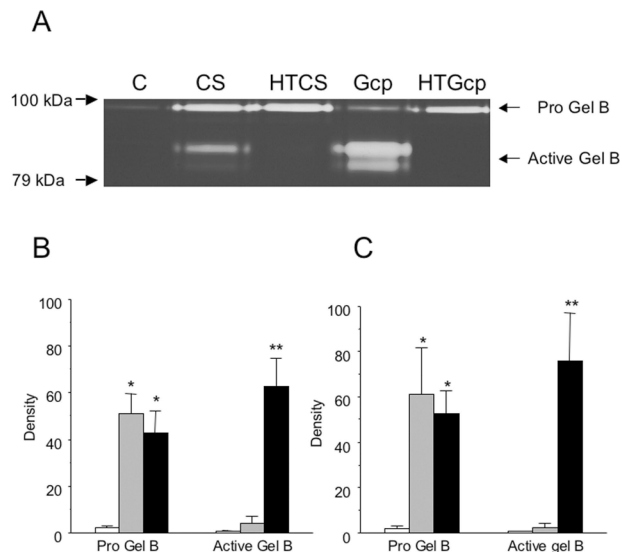 A
C CS HTCS Gcp HTGcp
100 kDa
Pro Gel B
Active Gel B
79 kDa
B
100
80
60
40
20
0
Density
* * **
Pro Gel B Active Gel B
C
100
80
60
40
20
0
Density
* * **
Pro Gel B Active gel B